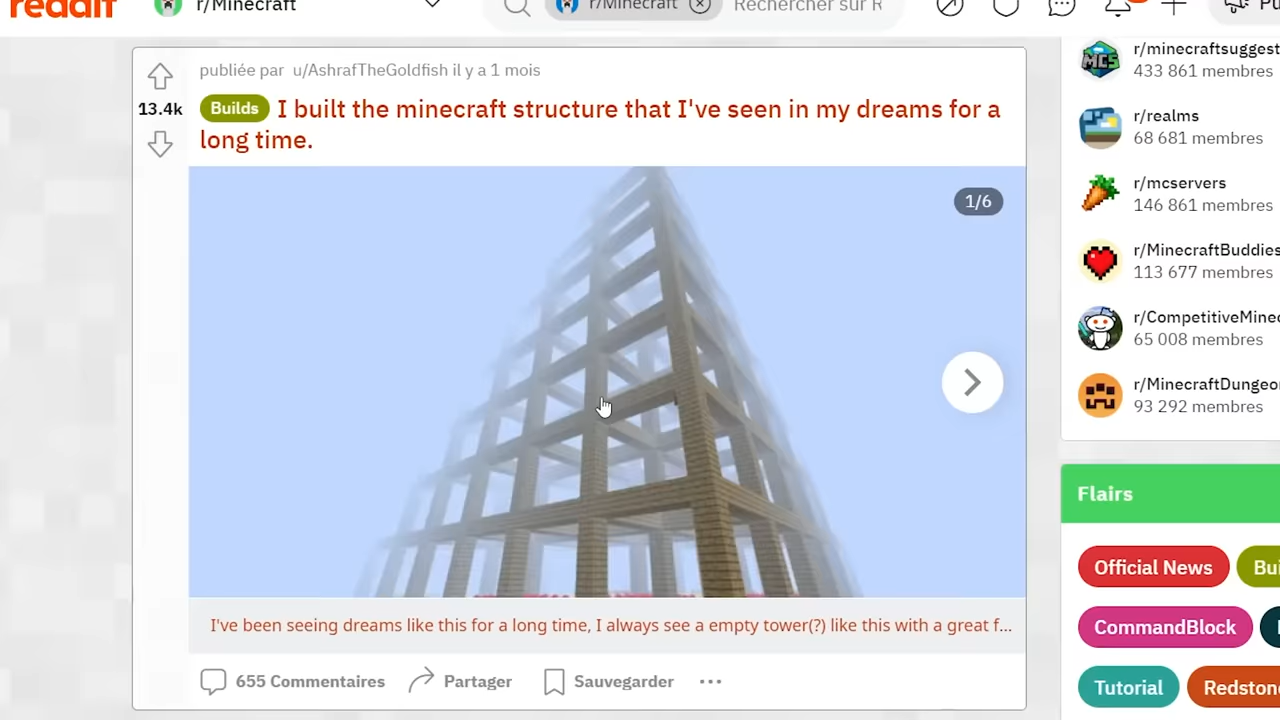 reddit
r/Minecraft
r/Minecraft
Rechercher sur R
publiée par u/AshrafTheGoldfish il y a 1 mois
13.4k
Builds I built the minecraft structure that I've seen in my dreams for a
long time.
1/6
I've been seeing dreams like this for a long time, I always see a empty tower(?) like this with a great f...
655 Commentaires
Partager
Sauvegarder
r/minecraftsuggest
433 861 membres
r/realms
68 681 membres
r/mcservers
146 861 membres
r/MinecraftBuddies
113 677 membres
r/CompetitiveMinec
65 008 membres
r/MinecraftDungeo
93 292 membres
Flairs
Official News
Bui
CommandBlock
Tutorial
Redston